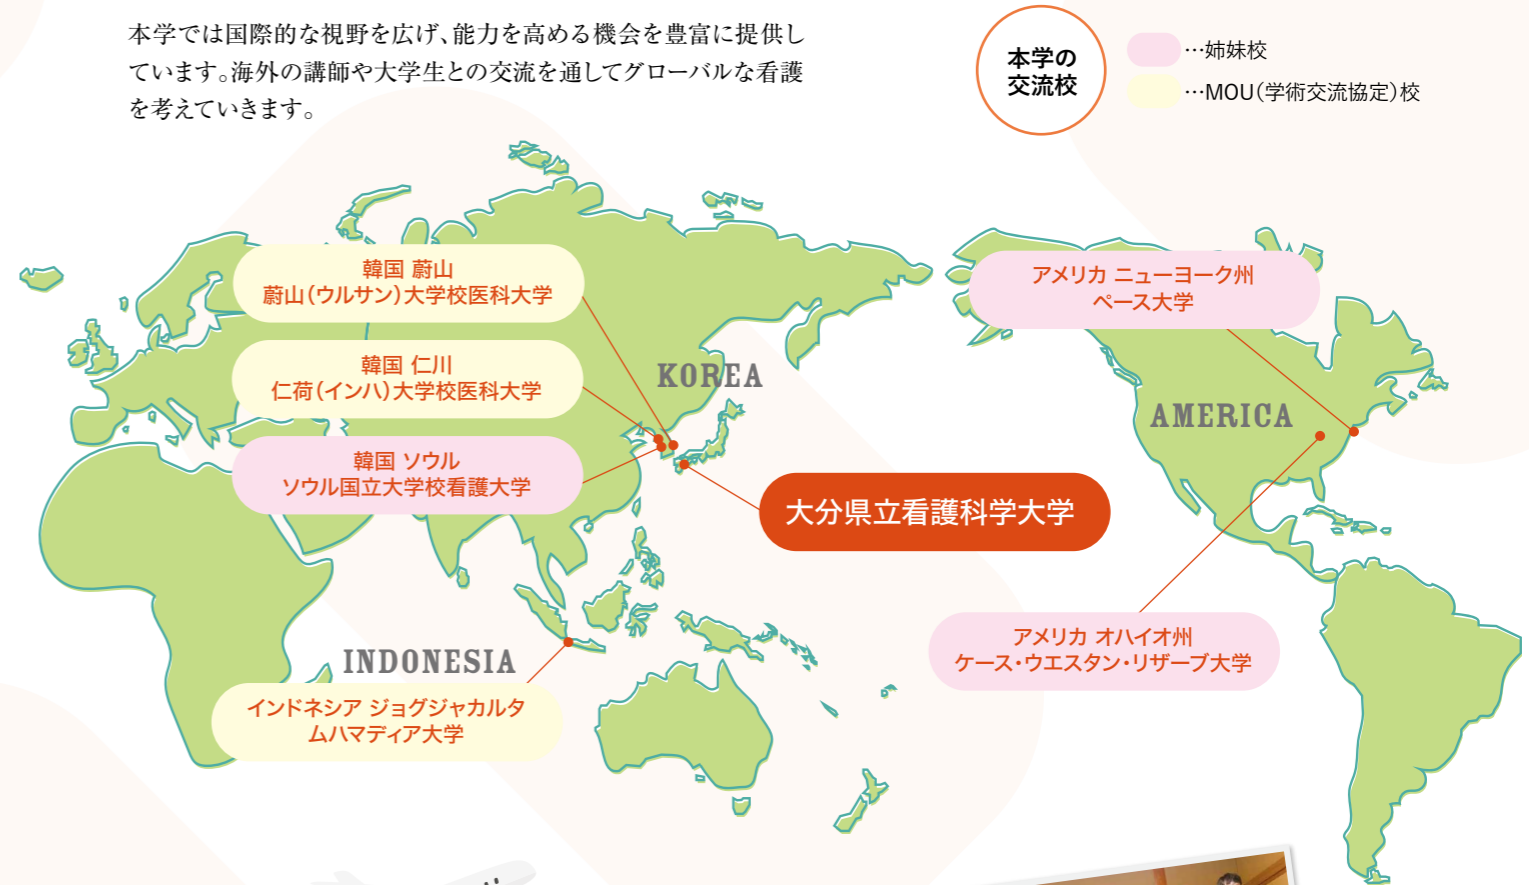 本学では国際的な視野を広げ、能力を高める機会を豊富に提供し
ています。海外の講師や大学生との交流を通してグローバルな看護
を考えていきます。
本学の
交流校
…姉妹校
…MOU（学術交流協定）校
韓国 蔚山
蔚山（ウルサン）大学校医科大学
韓国 仁川
仁荷（インハ）大学校医科大学
韓国 ソウル
ソウル国立大学校看護大学
KOREA
大分県立看護科学大学
アメリカ ニューヨーク州
ペース大学
AMERICA
アメリカ オハイオ州
ケース・ウエスタン・リザーブ大学
INDONESIA
インドネシア ジョグジャカルタ
ムハマディア大学